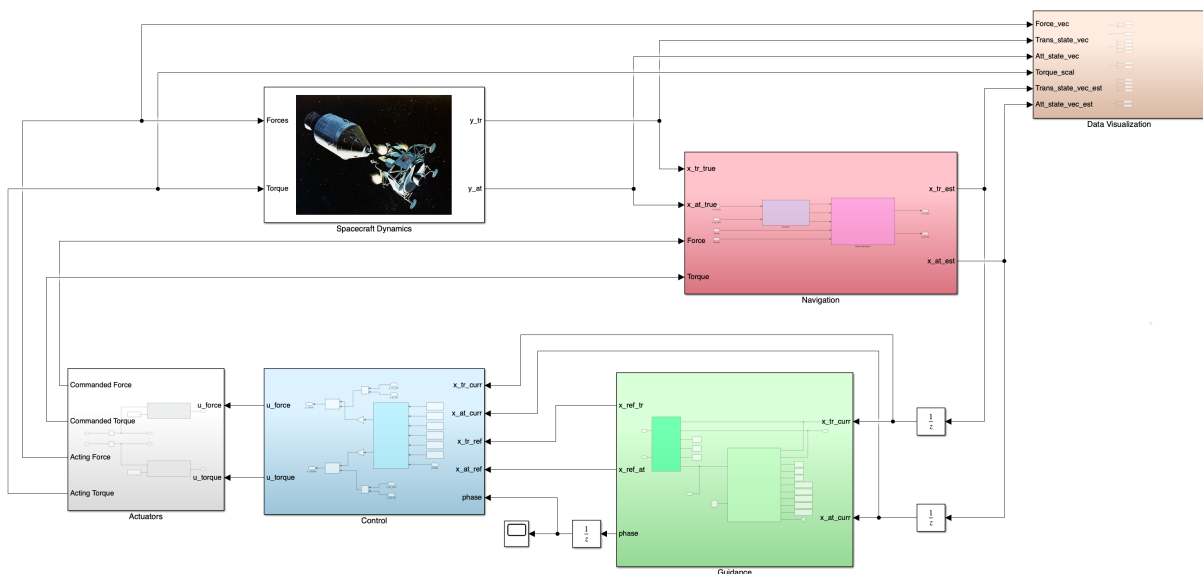 Force_vec
Trans_state_vec
Att_state_vec
Torque_scal
Trans_state_vec_est
Att_state_vec_est
Data Visualization
Forces
Torque
y_tr
y_at
Spacecraft Dynamics
x_tr_true
x_at_true
Force
Torque
x_tr_est
x_at_est
Navigation
Commanded Force
Commanded Torque
Acting Force
Acting Torque
u_force
u_torque
Actuators
u_force
u_torque
x_tr_curr
x_at_curr
x_tr_ref
x_at_ref
phase
Control
x_ref_tr
x_ref_at
phase
x_tr_curr
x_at_curr
Guidance
1
z
1
z
1
z